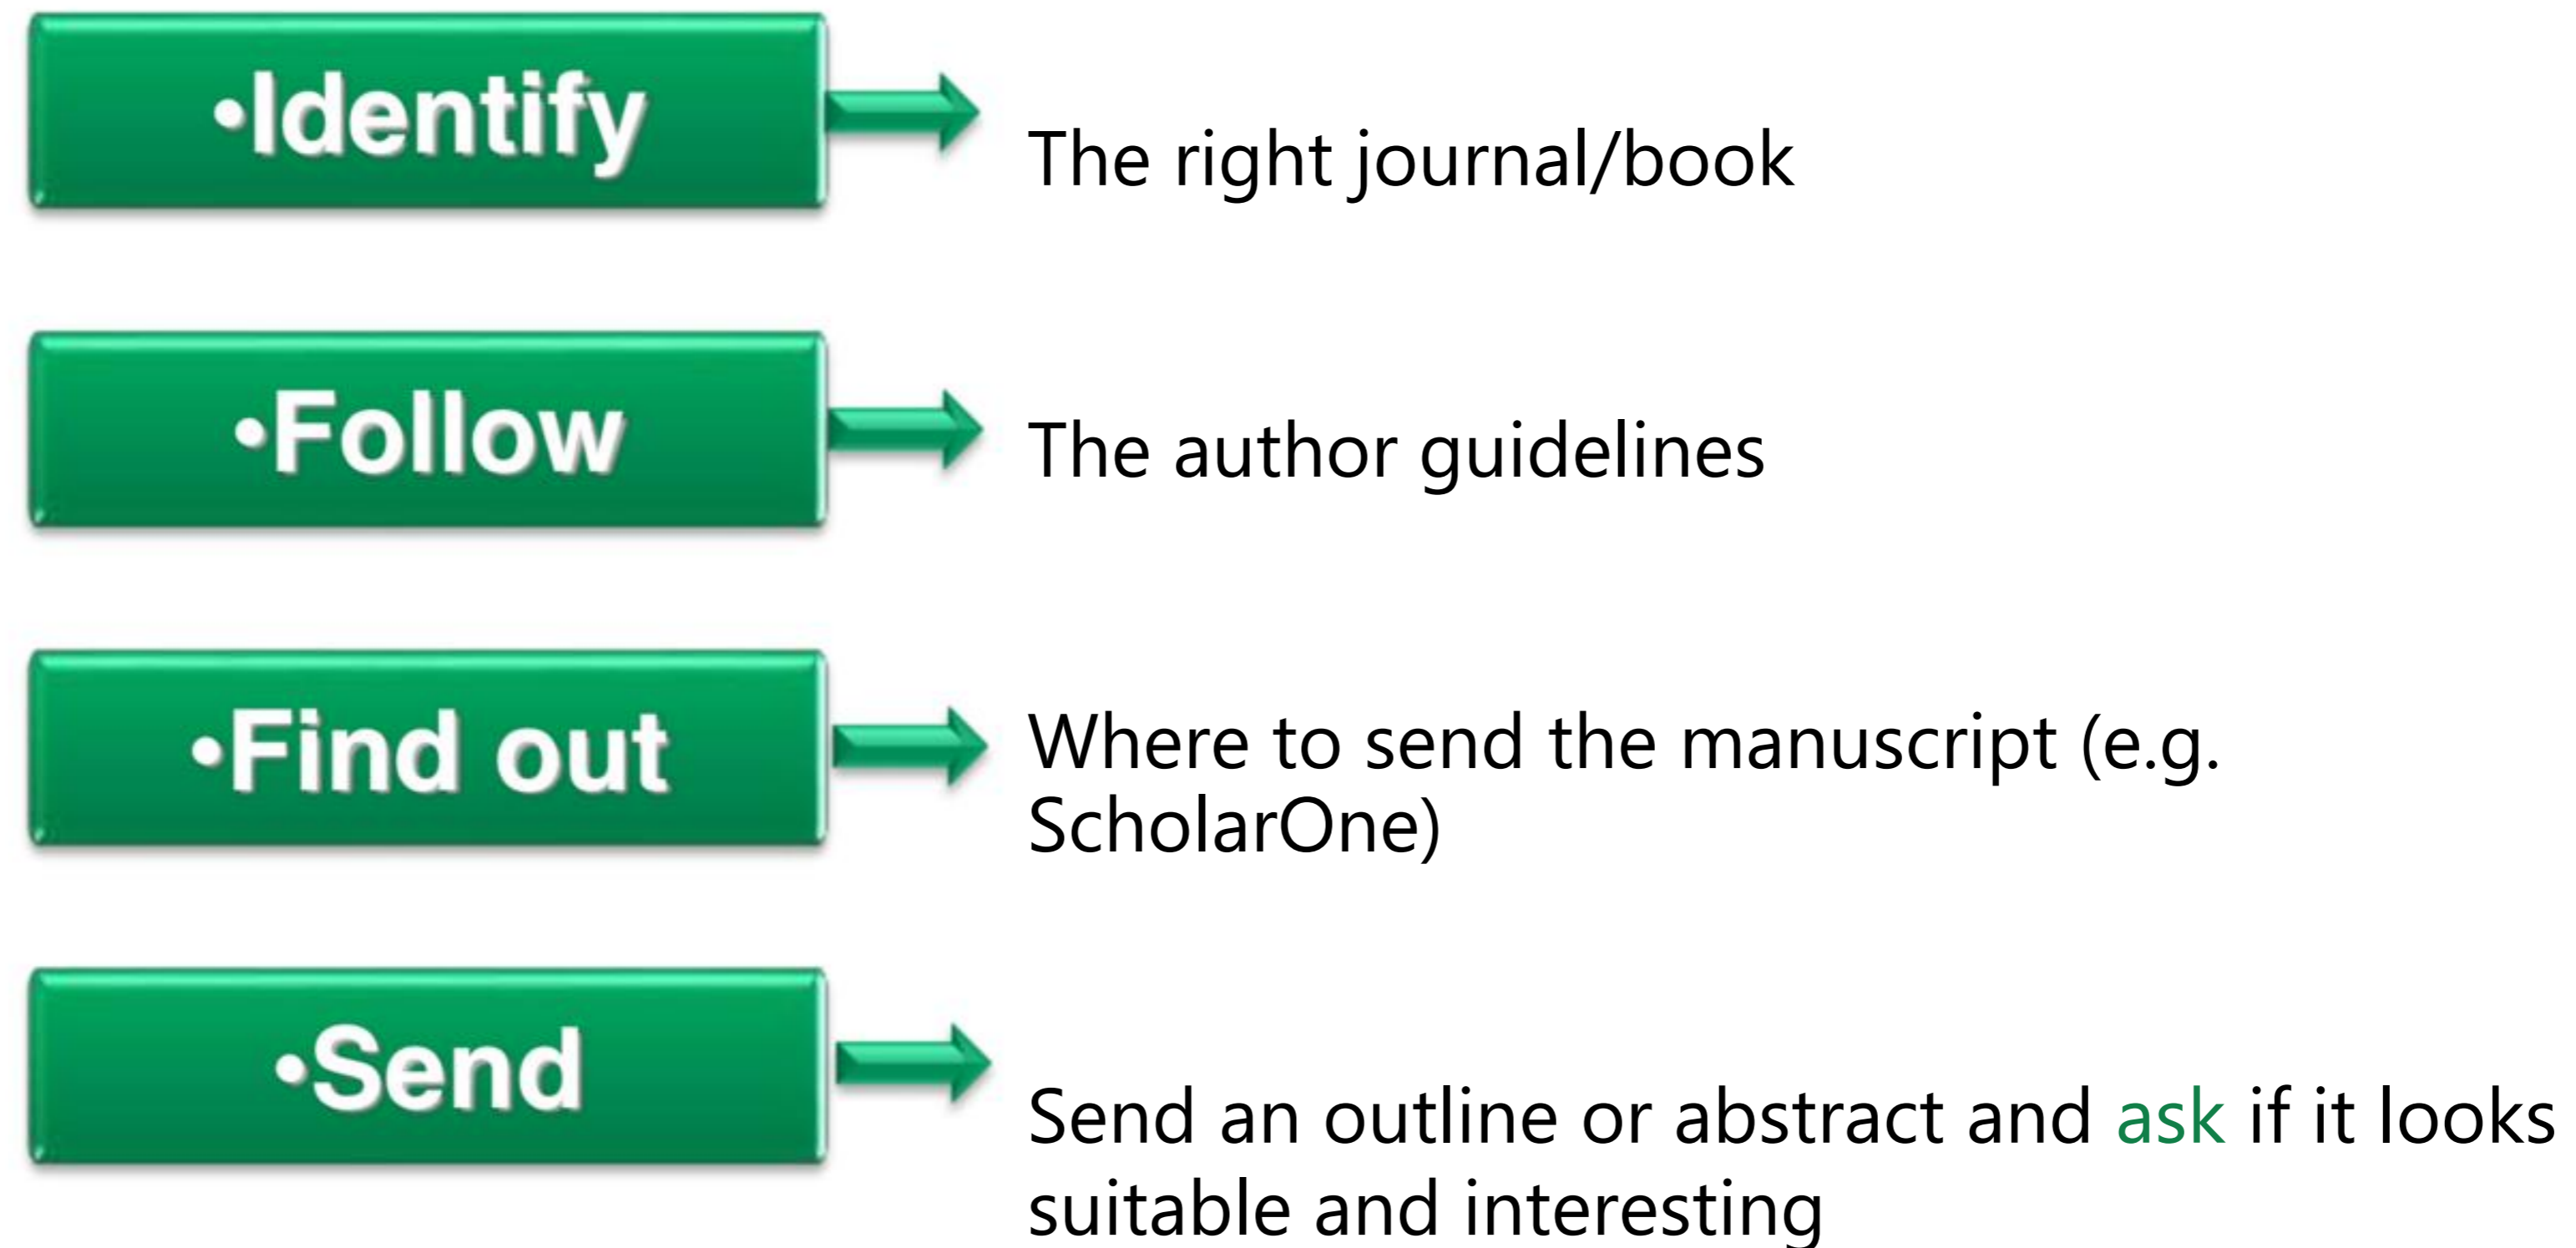 •Identify
The right journal/book
•Follow
The author guidelines
•Find out
Where to send the manuscript (e.g.
ScholarOne)
•Send
Send an outline or abstract and ask if it looks
suitable and interesting